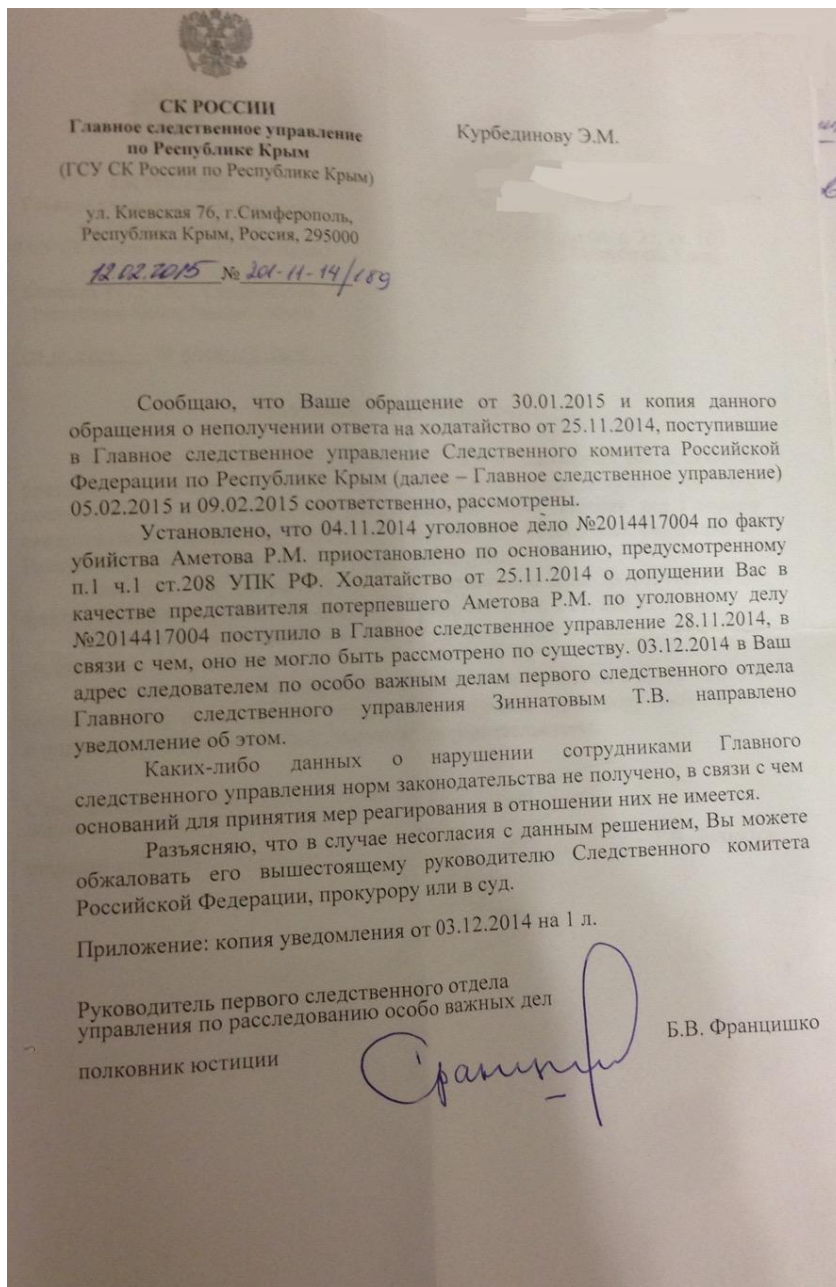 СК РОССИИ
Главное следственное управление
по Республике Крым
(ГСУ СК России по Республике Крым)
ул. Киевская 76, г.Симферополь,
Республика Крым, Россия, 295000
12.02.2015 № 201-11-14/189
Курбединову Э.М.
Сообщаю, что Ваше обращение от 30.01.2015 и копия данного
обращения о неполучении ответа на ходатайство от 25.11.2014, поступившие
в Главное следственное управление Следственного комитета Российской
Федерации по Республике Крым (далее – Главное следственное управление)
05.02.2015 и 09.02.2015 соответственно, рассмотрены.
Установлено, что 04.11.2014 уголовное дело №2014417004 по факту
убийства Аметова Р.М. приостановлено по основанию, предусмотренному
п.1 ч.1 ст.208 УПК РФ. Ходатайство от 25.11.2014 о допущении Вас в
качестве представителя потерпевшего Аметова Р.М. по уголовному делу
№2014417004 поступило в Главное следственное управление 28.11.2014, в
связи с чем, оно не могло быть рассмотрено по существу. 03.12.2014 в Ваш
адрес следователем по особо важным делам первого следственного отдела
Главного следственного управления Зиннатовым Т.В. направлено
уведомление об этом.
Каких-либо данных о нарушении сотрудниками Главного
следственного управления норм законодательства не получено, в связи с чем
оснований для принятия мер реагирования в отношении них не имеется.
Разъясняю, что в случае несогласия с данным решением, Вы можете
обжаловать его вышестоящему руководителю Следственного комитета
Российской Федерации, прокурору или в суд.
Приложение: копия уведомления от 03.12.2014 на 1 л.
Руководитель первого следственного отдела
управления по расследованию особо важных дел
полковник юстиции
Б.В. Францишко